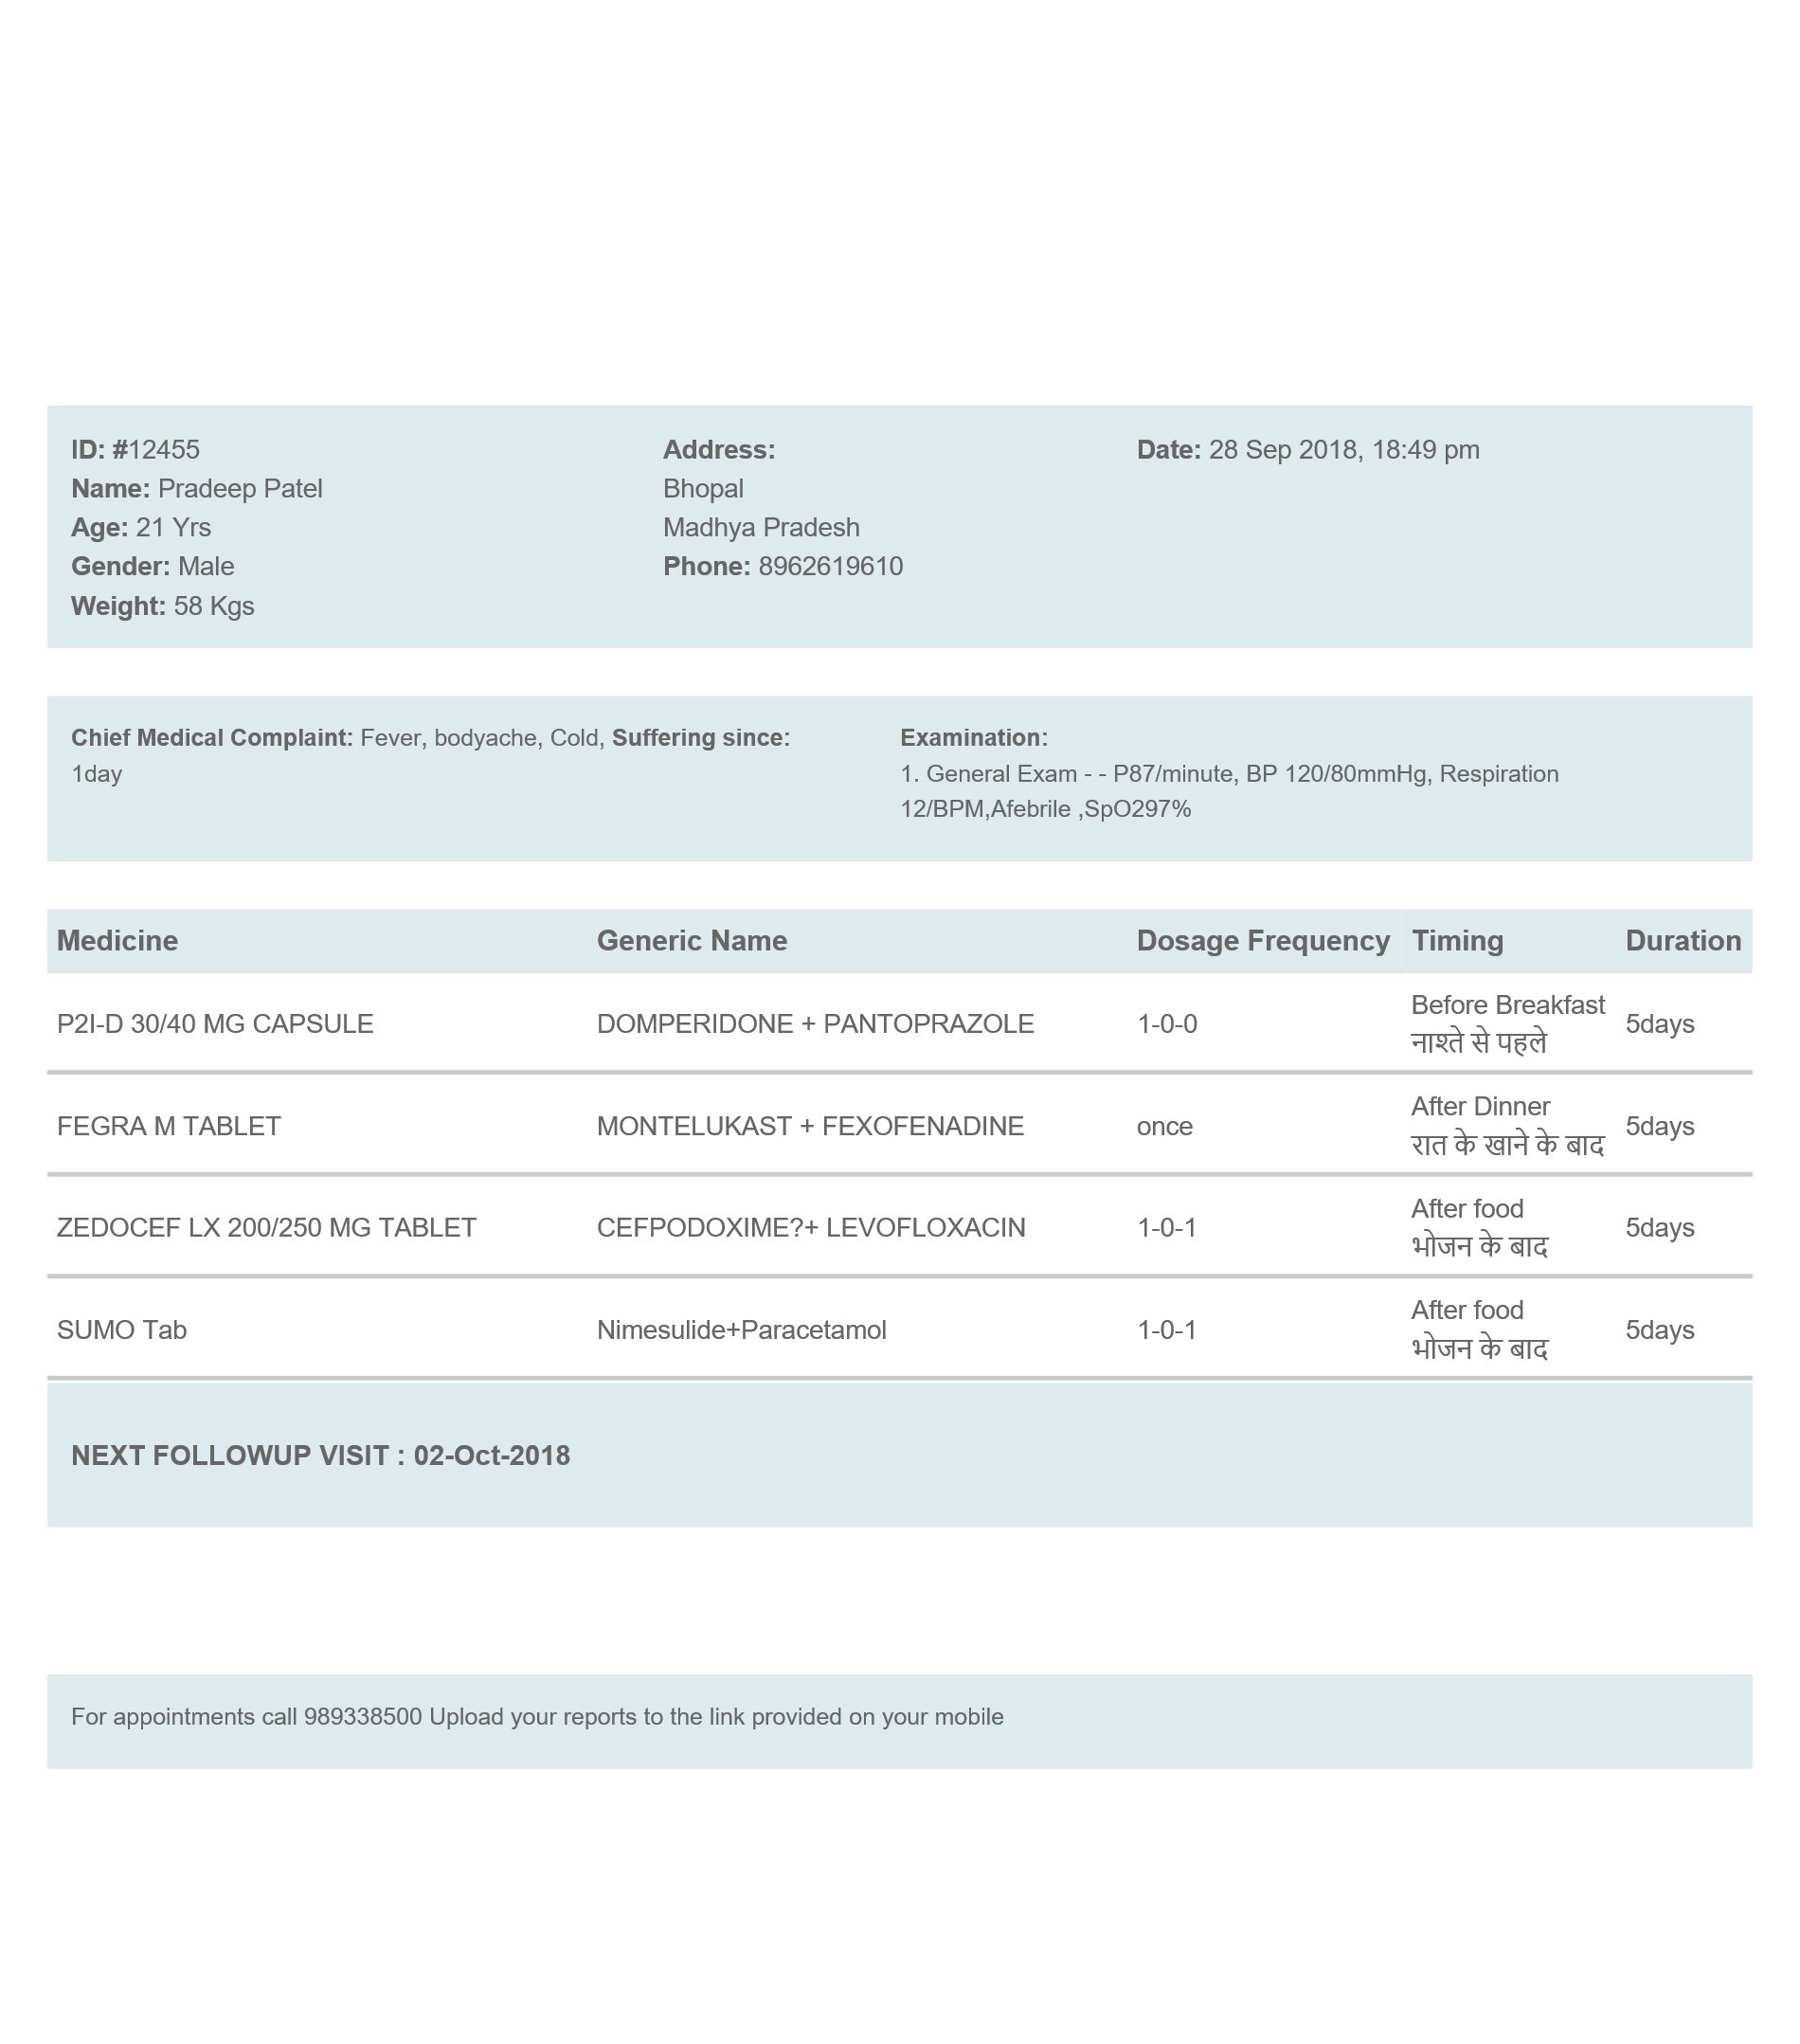 ID: #12455
Name: Pradeep Patel
Age: 21 Yrs
Gender: Male
Weight: 58 Kgs
Address:
Bhopal
Madhya Pradesh
Phone: 8962619610
Date: 28 Sep 2018, 18:49 pm
Chief Medical Complaint: Fever, bodyache, Cold, Suffering since:
1day
Examination:
1. General Exam - - P87/minute, BP 120/80mmHg, Respiration
12/BPM,Afebrile ,SpO297%
Medicine Generic Name Dosage Frequency Timing Duration
P2I-D 30/40 MG CAPSULE DOMPERIDONE + PANTOPRAZOLE 1-0-0 Before Breakfast 5days
नाश्ते से पहले
FEGRA M TABLET MONTELUKAST + FEXOFENADINE once After Dinner 5days
रात के खाने के बाद
ZEDOCEF LX 200/250 MG TABLET CEFPODOXIME?+ LEVOFLOXACIN 1-0-1 After food 5days
भोजन के बाद
SUMO Tab Nimesulide+Paracetamol 1-0-1 After food 5days
भोजन के बाद
NEXT FOLLOWUP VISIT : 02-Oct-2018
For appointments call 989338500 Upload your reports to the link provided on your mobile